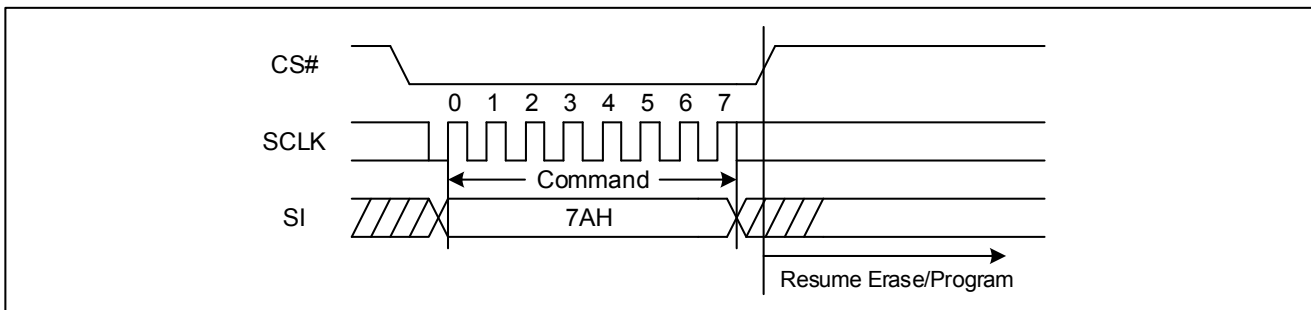 CS#
0 1 2 3 4 5 6 7
SCLK
Command
SI
7AH
Resume Erase/Program